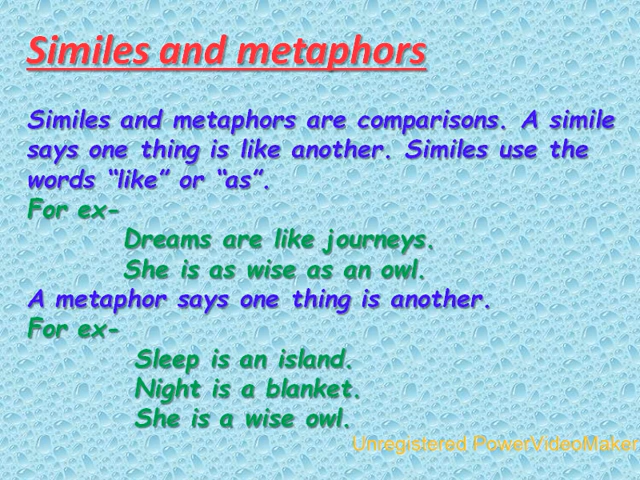 Similes and metaphors
Similes and metaphors are comparisons. A simile
says one thing is like another. Similes use the
words “like” or “as”.
For ex-
Dreams are like journeys.
She is as wise as an owl.
A metaphor says one thing is another.
For ex-
Sleep is an island.
Night is a blanket.
She is a wise owl.
Unregistered PowerVideoMaker